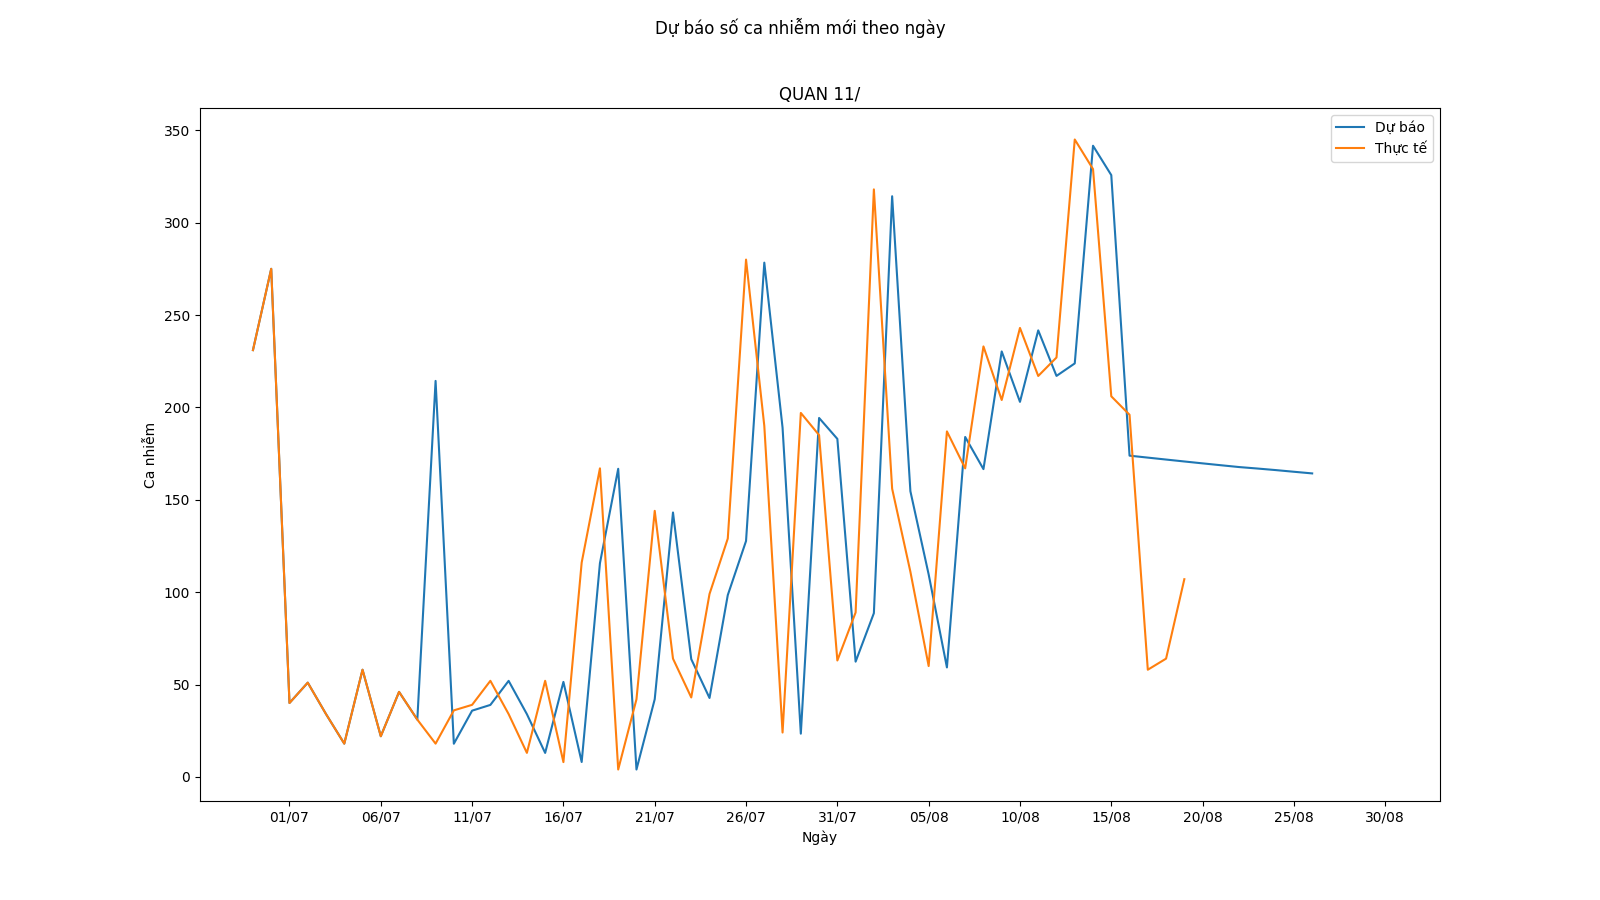 Dự báo số ca nhiễm mới theo ngày
QUAN 11/
Dự báo
Thực tế
350
300
250
200
150
100
50
0
Ca nhiễm
01/07 06/07 11/07 16/07 21/07 26/07 31/07 05/08 10/08 15/08 20/08 25/08 30/08
Ngày